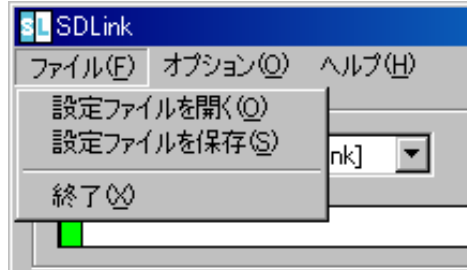 SL SDLink
ファイル(F) オプション(O) ヘルプ(H)
設定ファイルを開く(O)
設定ファイルを保存(S)
nk]
終了(X)